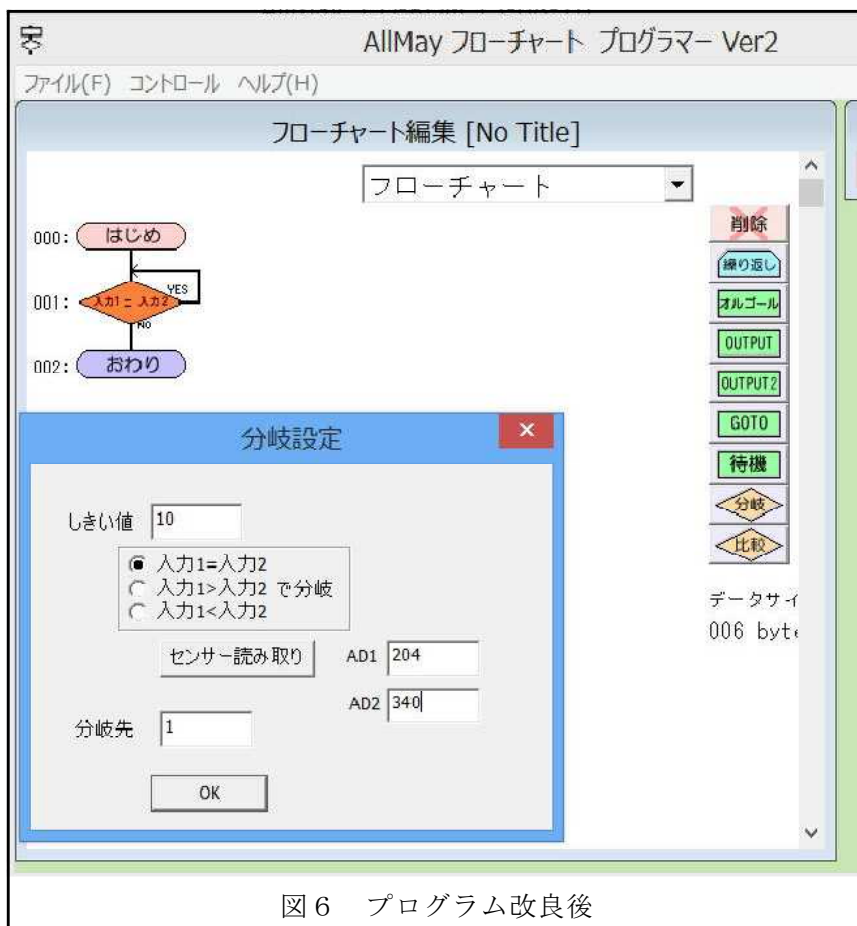 AllMay フローチャート プログラマー Ver2
ファイル(F) コントロール ヘルプ(H)
フローチャート編集 [No Title]
フローチャート
000: はじめ
001: 入力1 = 入力2
YES
NO
002: おわり
削除
繰り返し
オルゴール
OUTPUT
OUTPUT2
GOTO
待機
分岐
比較
データサイ
006 byte
分岐設定
しきい値 10
入力1=入力2
入力1>入力2 で分岐
入力1<入力2
センサー読み取り AD1 204
AD2 340
分岐先 1
OK
図6 プログラム改良後